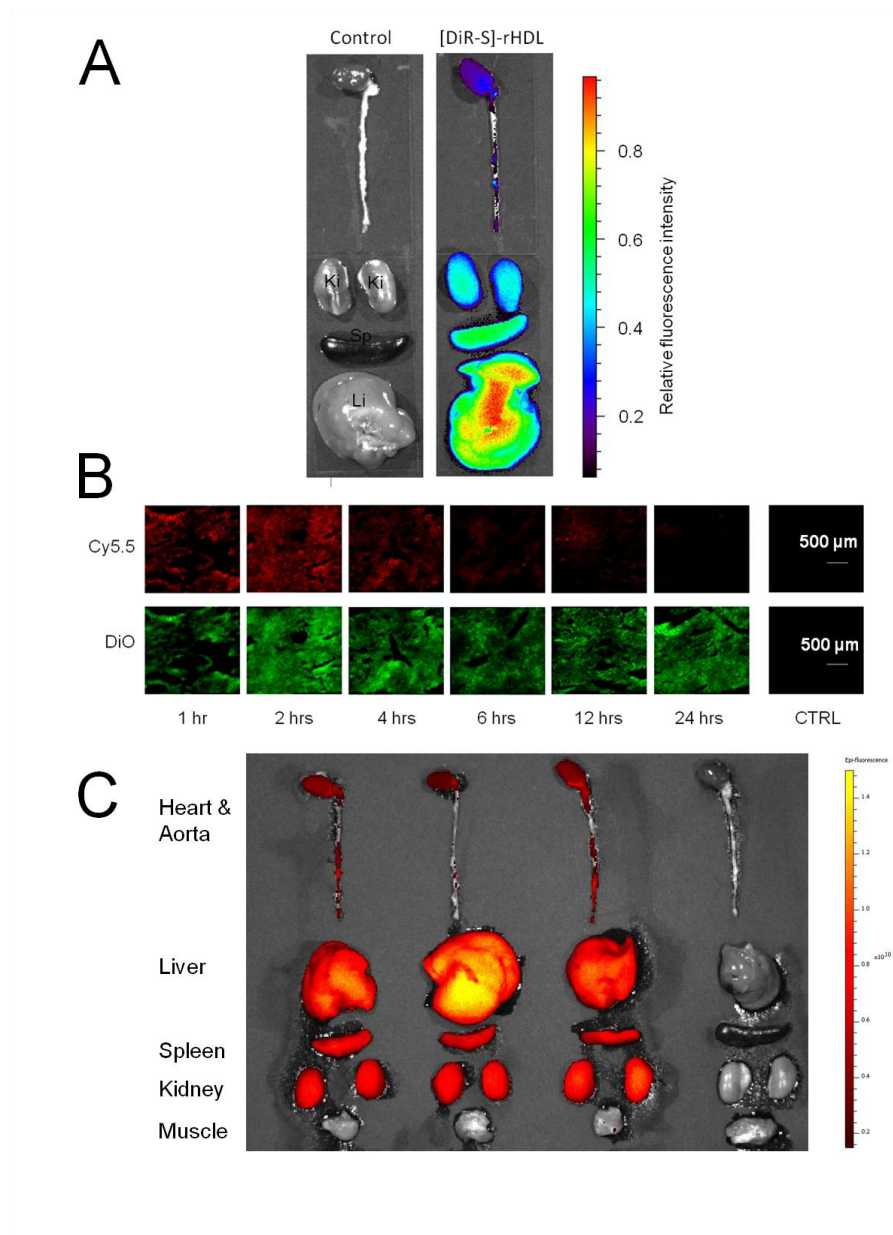 A
Control
[DiR-S]-rHDL
Ki
Ki
Sp
Li
0.8
0.6
0.4
0.2
Relative fluorescence intensity
B
Cy5.5
500 µm
DiO
500 µm
1 hr
2 hrs
4 hrs
6 hrs
12 hrs
24 hrs
CTRL
C
Heart &
Aorta
Liver
Spleen
Kidney
Muscle
Epi-fluorescence
1.4
1.2
1.0
0.8
x10¹⁰
0.6
0.4
0.2